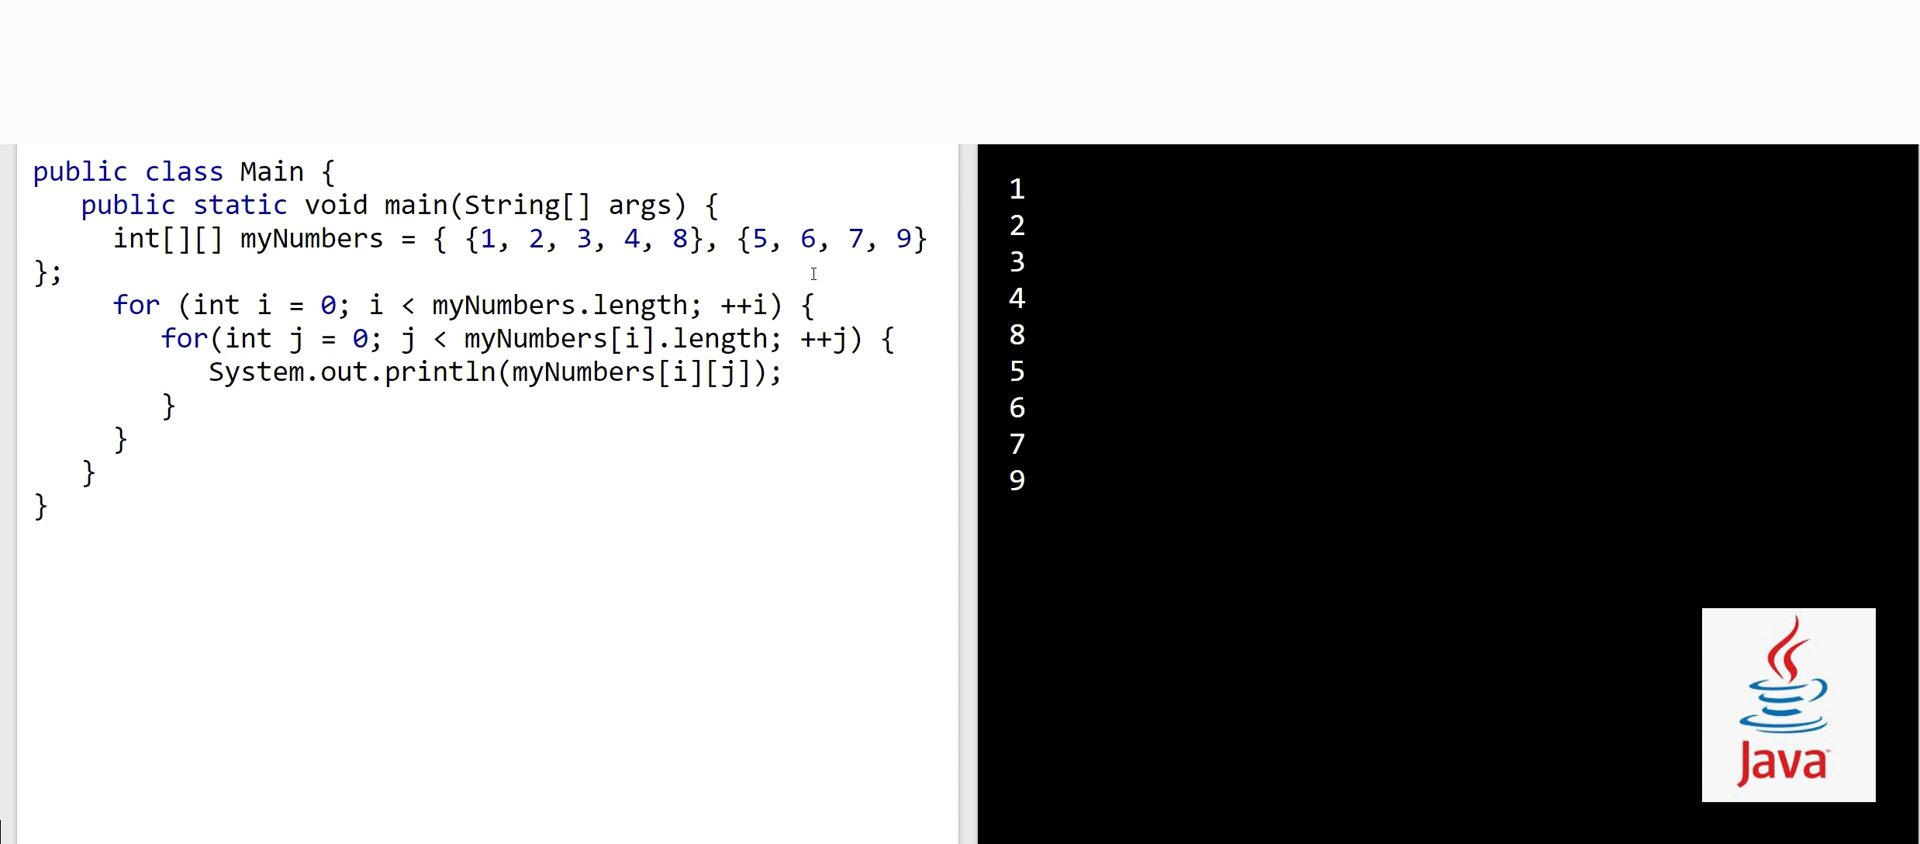 public class Main {
public static void main(String[] args) {
int[][] myNumbers = { {1, 2, 3, 4, 8}, {5, 6, 7, 9}
};
for (int i = 0; i < myNumbers.length; ++i) {
for(int j = 0; j < myNumbers[i].length; ++j) {
System.out.println(myNumbers[i][j]);
}
}
}
}
1
2
3
4
8
5
6
7
9
Java